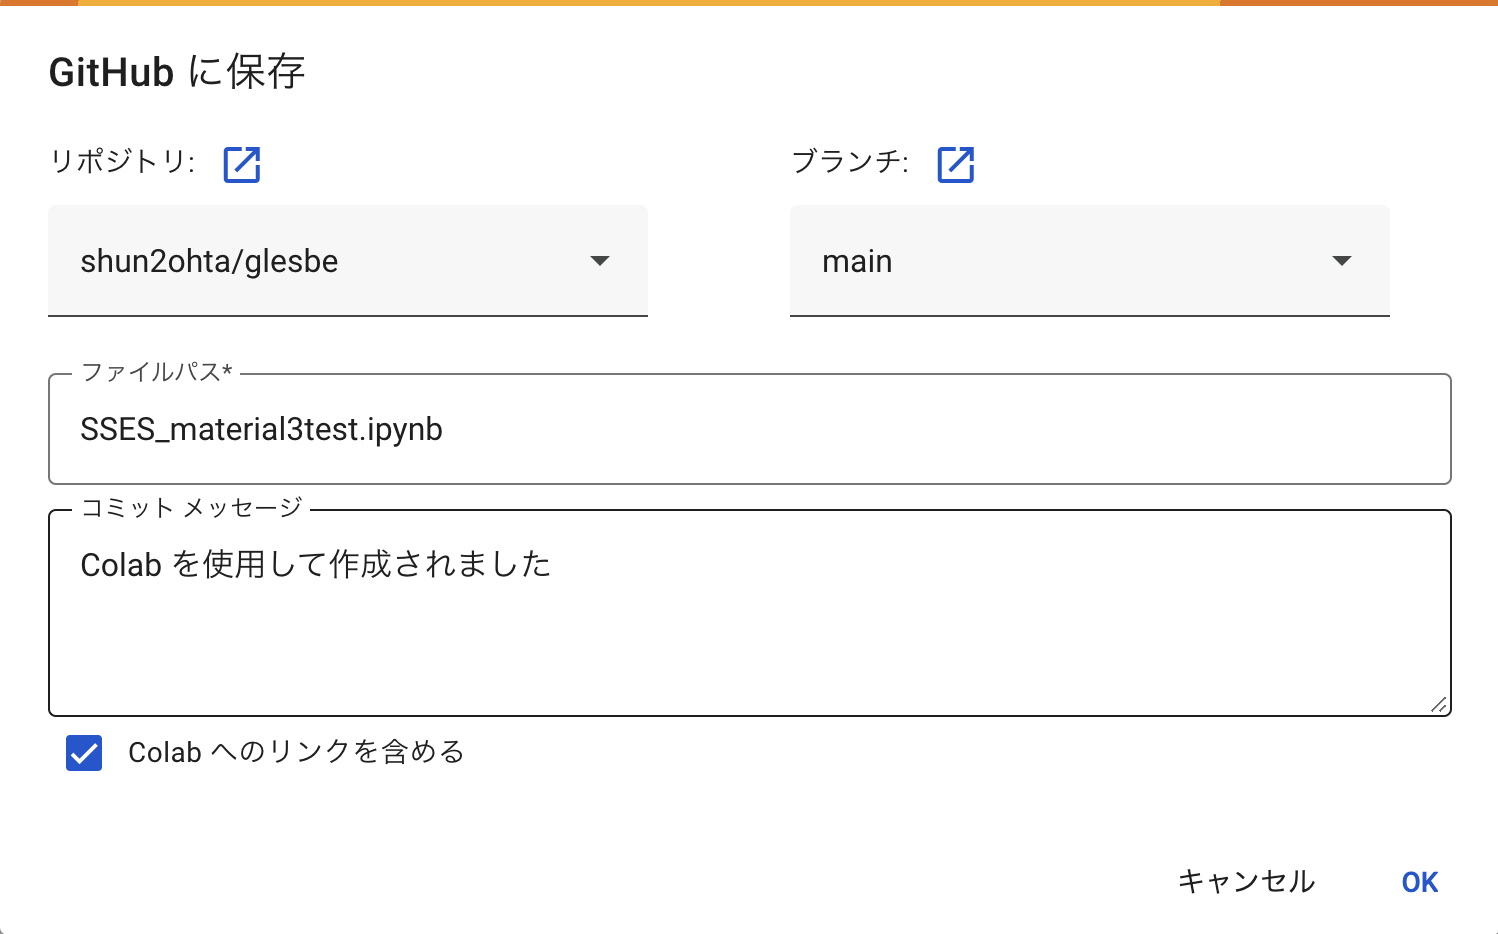 GitHub に保存
リポジトリ:
ブランチ:
shun2ohta/glesbe
main
ファイルパス*
SSES_material3test.ipynb
コミット メッセージ
Colab を使用して作成されました
Colab へのリンクを含める
キャンセル
OK